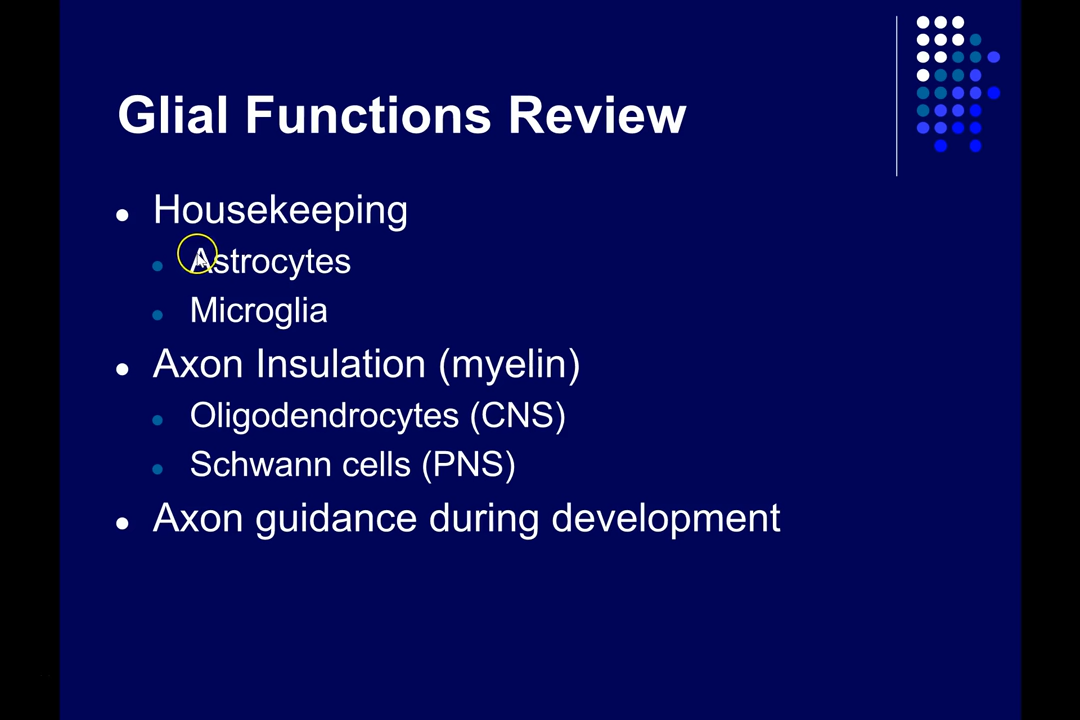 Glial Functions Review
Housekeeping
Astrocytes
Microglia
Axon Insulation (myelin)
Oligodendrocytes (CNS)
Schwann cells (PNS)
Axon guidance during development